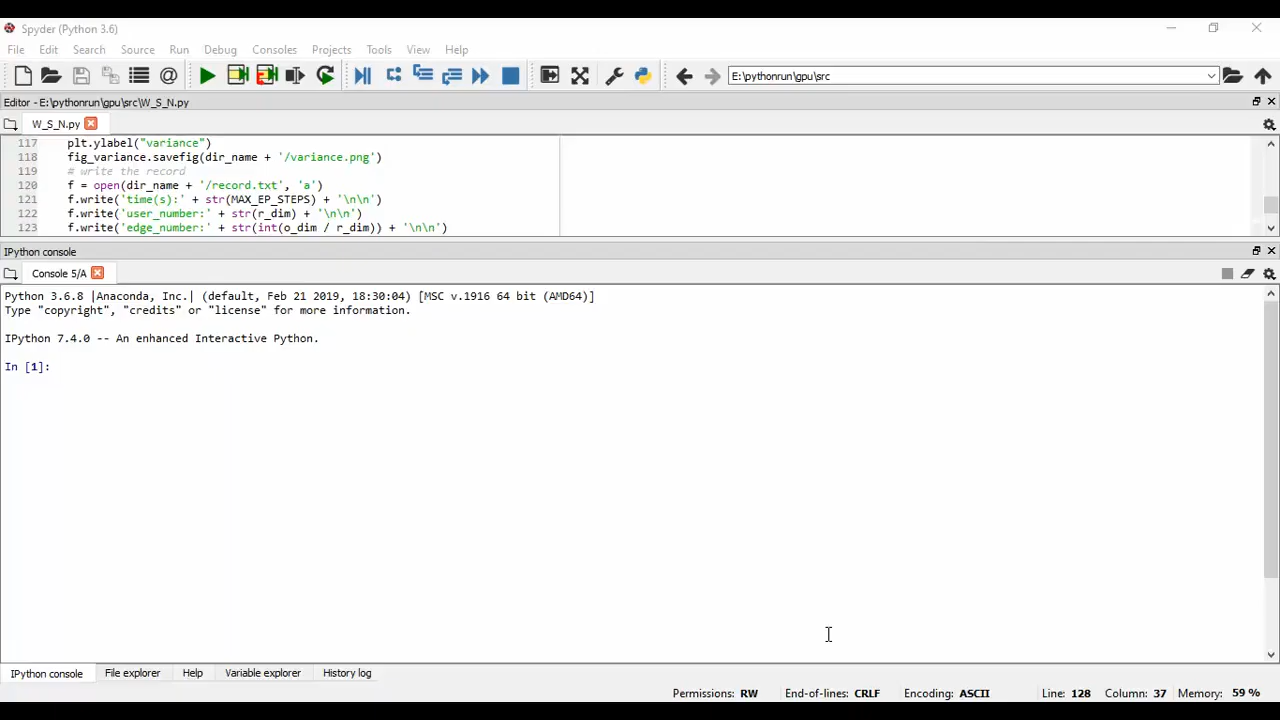 Spyder (Python 3.6)
File Edit Search Source Run Debug Consoles Projects Tools View Help
E:\pythonrun\gpu\src
Editor - E:\pythonrun\gpu\src\W_S_N.py
W_S_N.py
117 plt.ylabel("variance")
118 fig_variance.savefig(dir_name + '/variance.png')
119 # write the record
120 f = open(dir_name + '/record.txt', 'a')
121 f.write('time(s):' + str(MAX_EP_STEPS) + '\n\n')
122 f.write('user_number:' + str(r_dim) + '\n\n')
123 f.write('edge_number:' + str(int(o_dim / r_dim)) + '\n\n')
IPython console
Console 5/A
Python 3.6.8 |Anaconda, Inc.| (default, Feb 21 2019, 18:30:04) [MSC v.1916 64 bit (AMD64)]
Type "copyright", "credits" or "license" for more information.
IPython 7.4.0 -- An enhanced Interactive Python.
In [1]:
IPython console File explorer Help Variable explorer History log
Permissions: RW End-of-lines: CRLF Encoding: ASCII Line: 128 Column: 37 Memory: 59 %